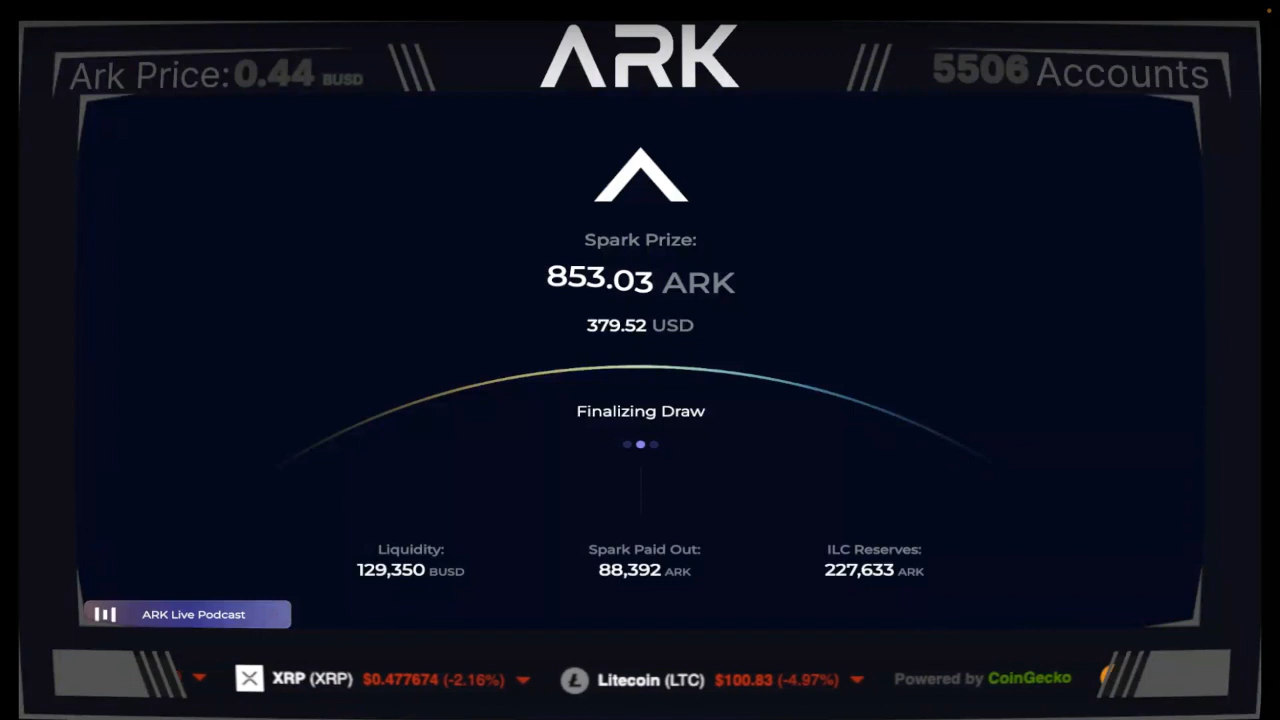 ARK
Ark Price: 0.44 BUSD
5506 Accounts
Spark Prize:
853.03 ARK
379.52 USD
Finalizing Draw
Liquidity:
129,350 BUSD
Spark Paid Out:
88,392 ARK
ILC Reserves:
227,633 ARK
ARK Live Podcast
XRP (XRP) $0.477674 (-2.16%)
Litecoin (LTC) $100.83 (-4.97%)
Powered by CoinGecko